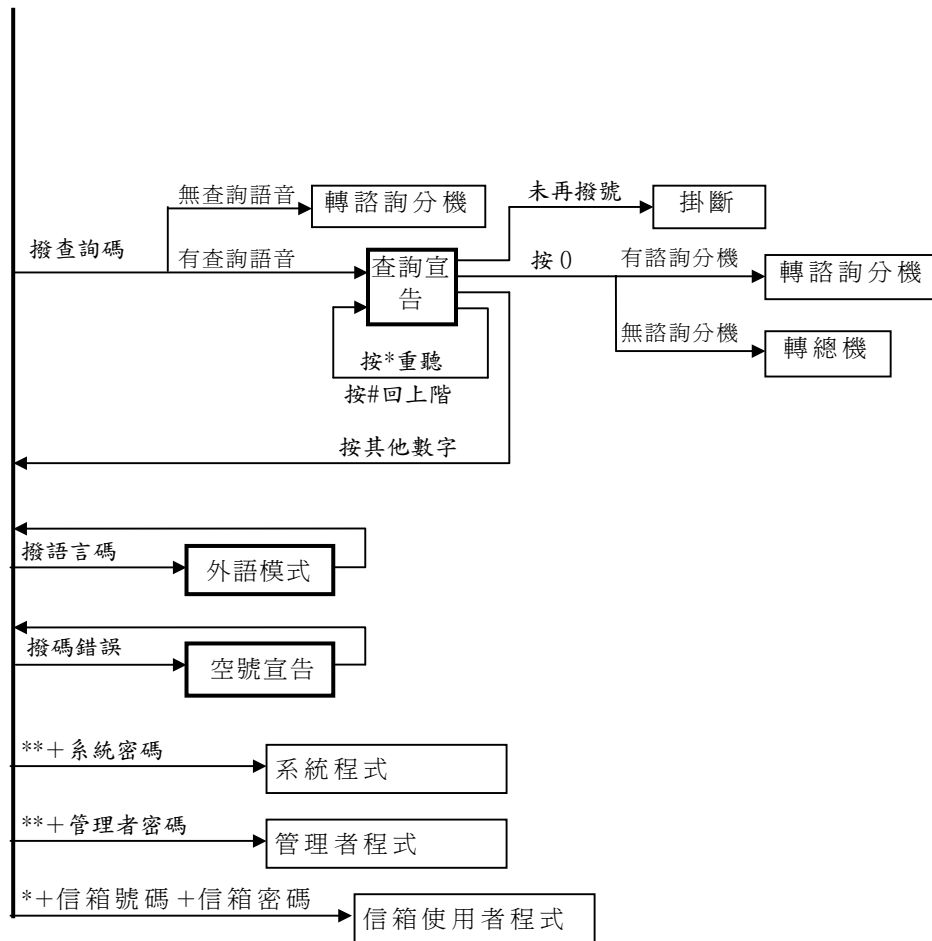 無查詢語音
轉諮詢分機
未再撥號
掛斷
撥查詢碼
有查詢語音
查詢宣
告
按0
有諮詢分機
轉諮詢分機
無諮詢分機
轉總機
按*重聽
按#回上階
按其他數字
撥語言碼
外語模式
撥碼錯誤
空號宣告
**+系統密碼
系統程式
**+管理者密碼
管理者程式
*+信箱號碼+信箱密碼
信箱使用者程式